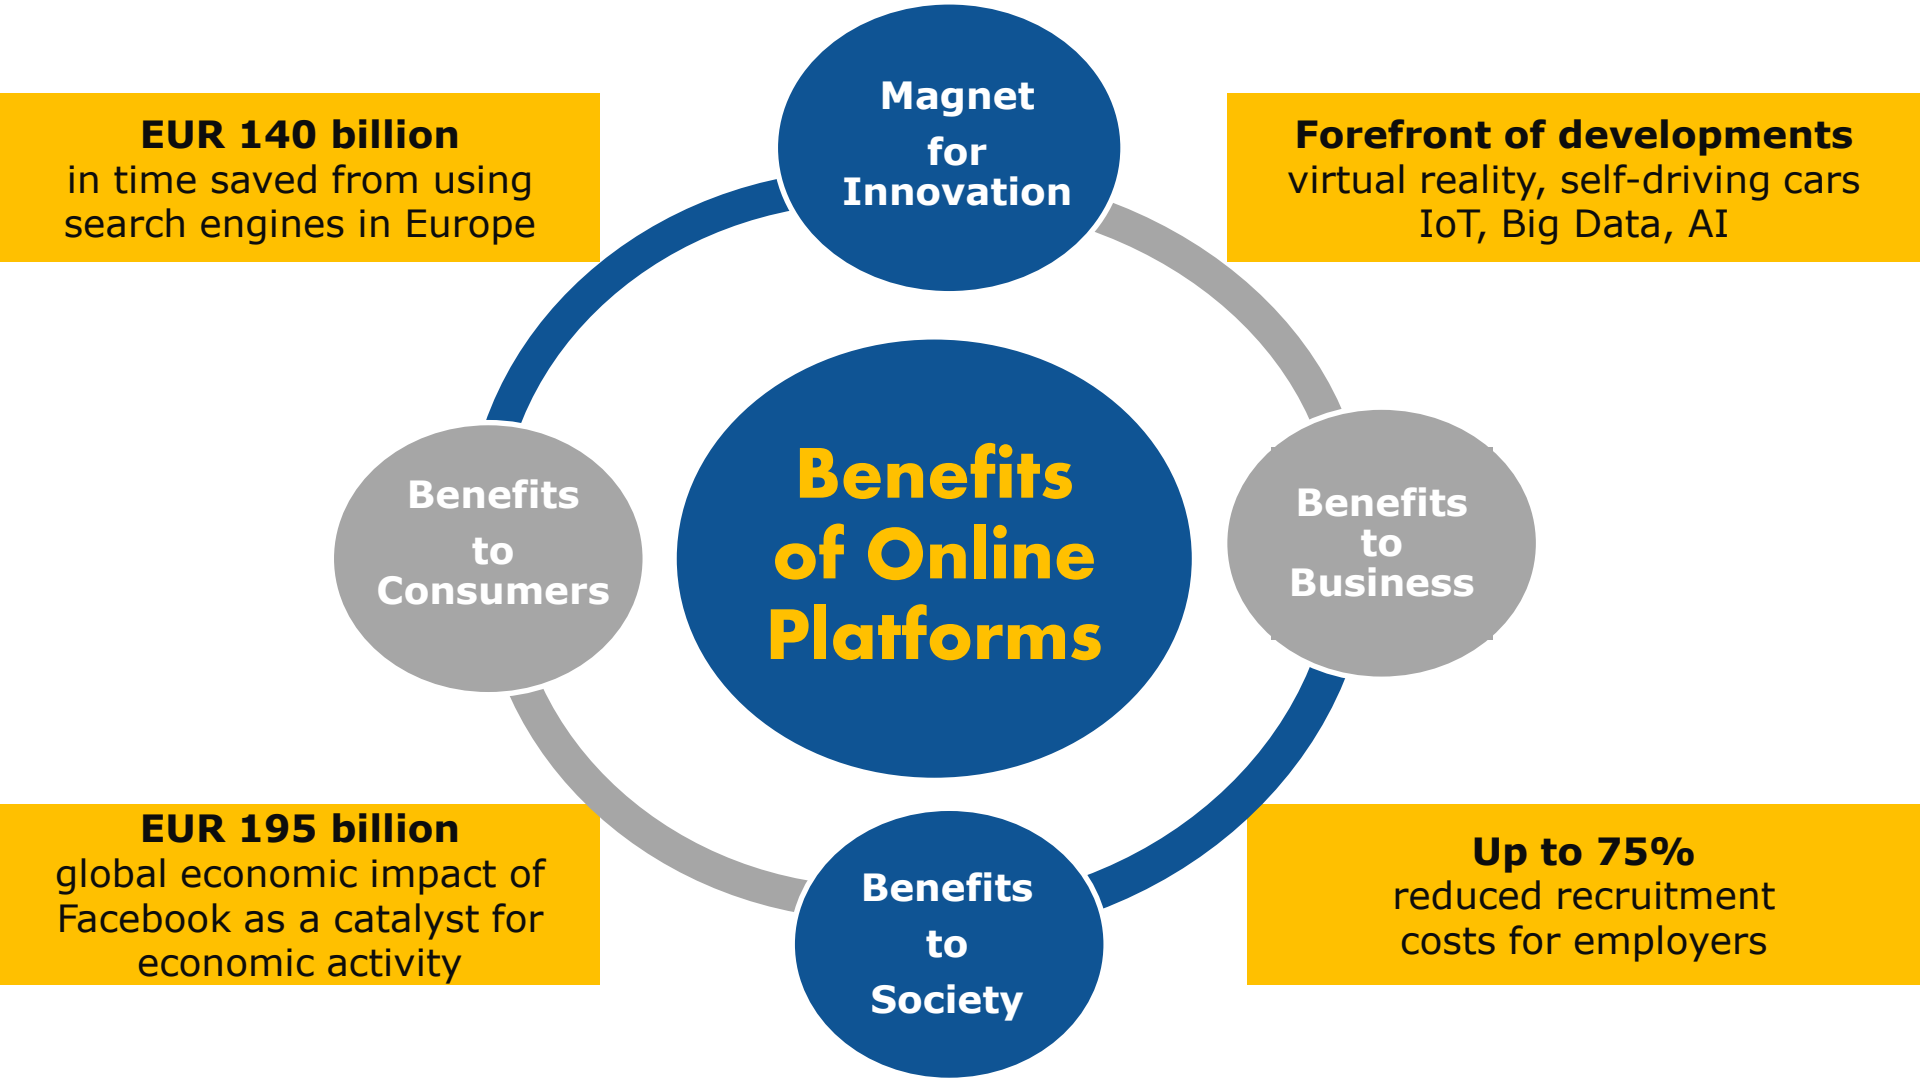 Magnet
for
Innovation
EUR 140 billion
in time saved from using
search engines in Europe
Forefront of developments
virtual reality, self-driving cars
IoT, Big Data, AI
Benefits
to
Consumers
Benefits
of Online
Platforms
Benefits
to
Business
EUR 195 billion
global economic impact of
Facebook as a catalyst for
economic activity
Benefits
to
Society
Up to 75%
reduced recruitment
costs for employers